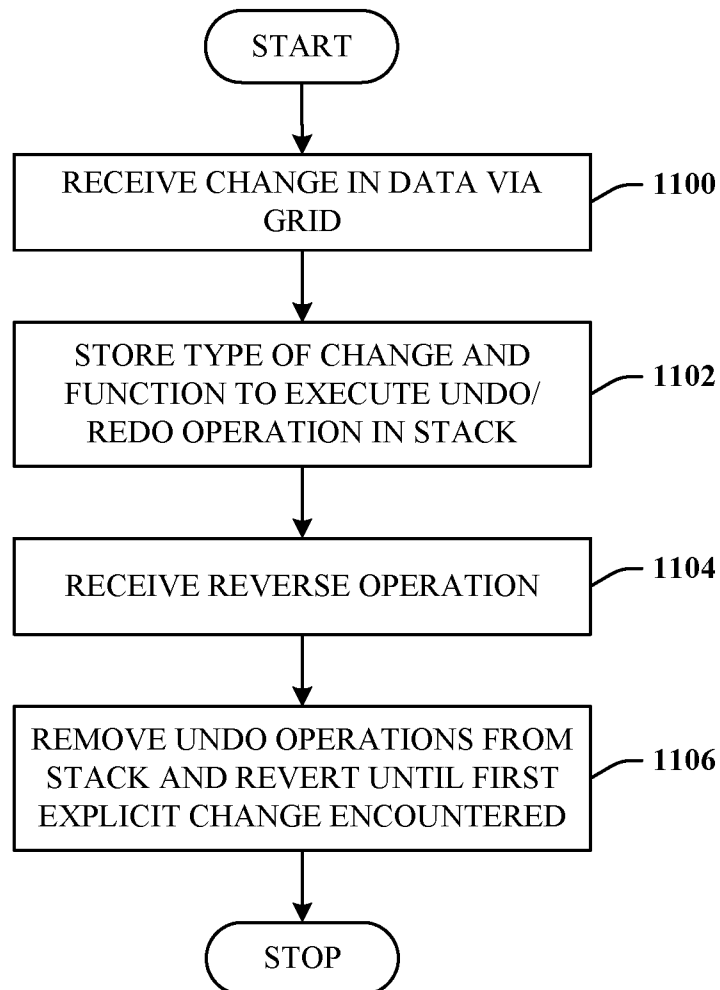 START
RECEIVE CHANGE IN DATA VIA
GRID
1100
STORE TYPE OF CHANGE AND
FUNCTION TO EXECUTE UNDO/
REDO OPERATION IN STACK
1102
RECEIVE REVERSE OPERATION
1104
REMOVE UNDO OPERATIONS FROM
STACK AND REVERT UNTIL FIRST
EXPLICIT CHANGE ENCOUNTERED
1106
STOP